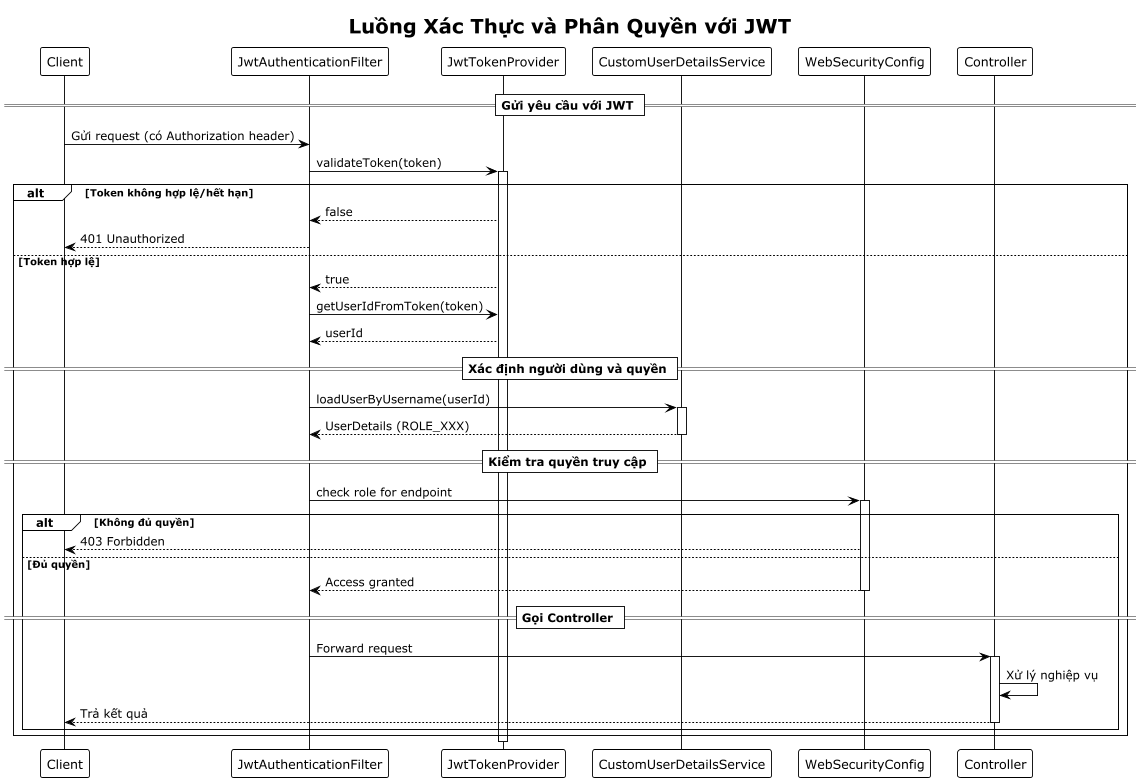 Luồng Xác Thực và Phân Quyền với JWT
Client
JwtAuthenticationFilter
JwtTokenProvider
CustomUserDetailsService
WebSecurityConfig
Controller
Gửi yêu cầu với JWT
Gửi request (có Authorization header)
validateToken(token)
alt [Token không hợp lệ/hết hạn]
false
401 Unauthorized
[Token hợp lệ]
true
getUserIdFromToken(token)
userId
Xác định người dùng và quyền
loadUserByUsername(userId)
UserDetails (ROLE_XXX)
Kiểm tra quyền truy cập
check role for endpoint
alt [Không đủ quyền]
403 Forbidden
[Đủ quyền]
Access granted
Gọi Controller
Forward request
Xử lý nghiệp vụ
Trả kết quả
Client
JwtAuthenticationFilter
JwtTokenProvider
CustomUserDetailsService
WebSecurityConfig
Controller